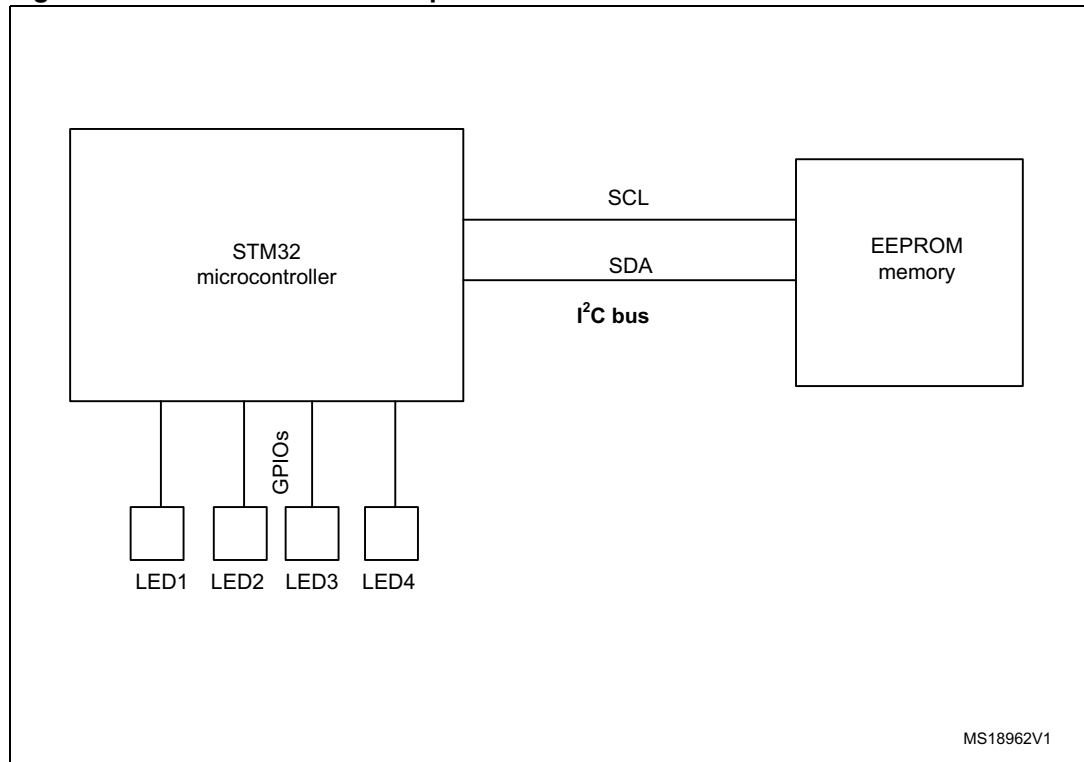 SCL
STM32
microcontroller
EEPROM
memory
SDA
I²C bus
GPIOs
LED1 LED2 LED3 LED4
MS18962V1